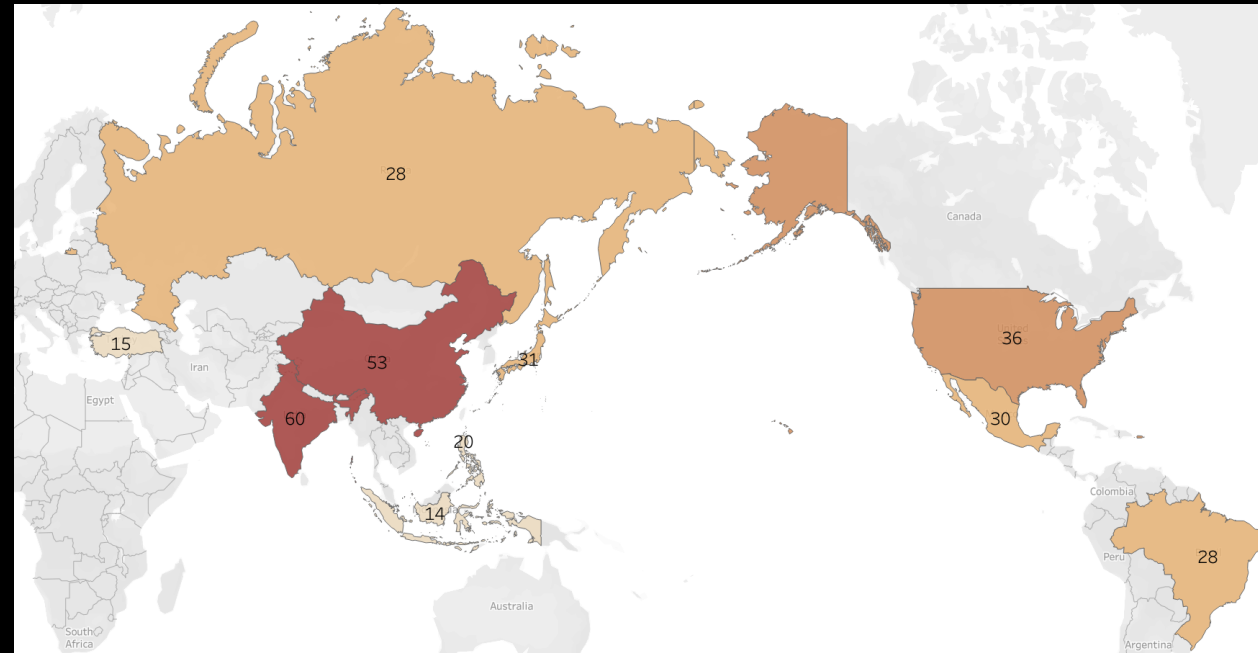 28
Canada
15
Iran
53
31
United
36
Egypt
60
30
20
Colombia
14
Peru
28
Australia
South
Africa
Argentina